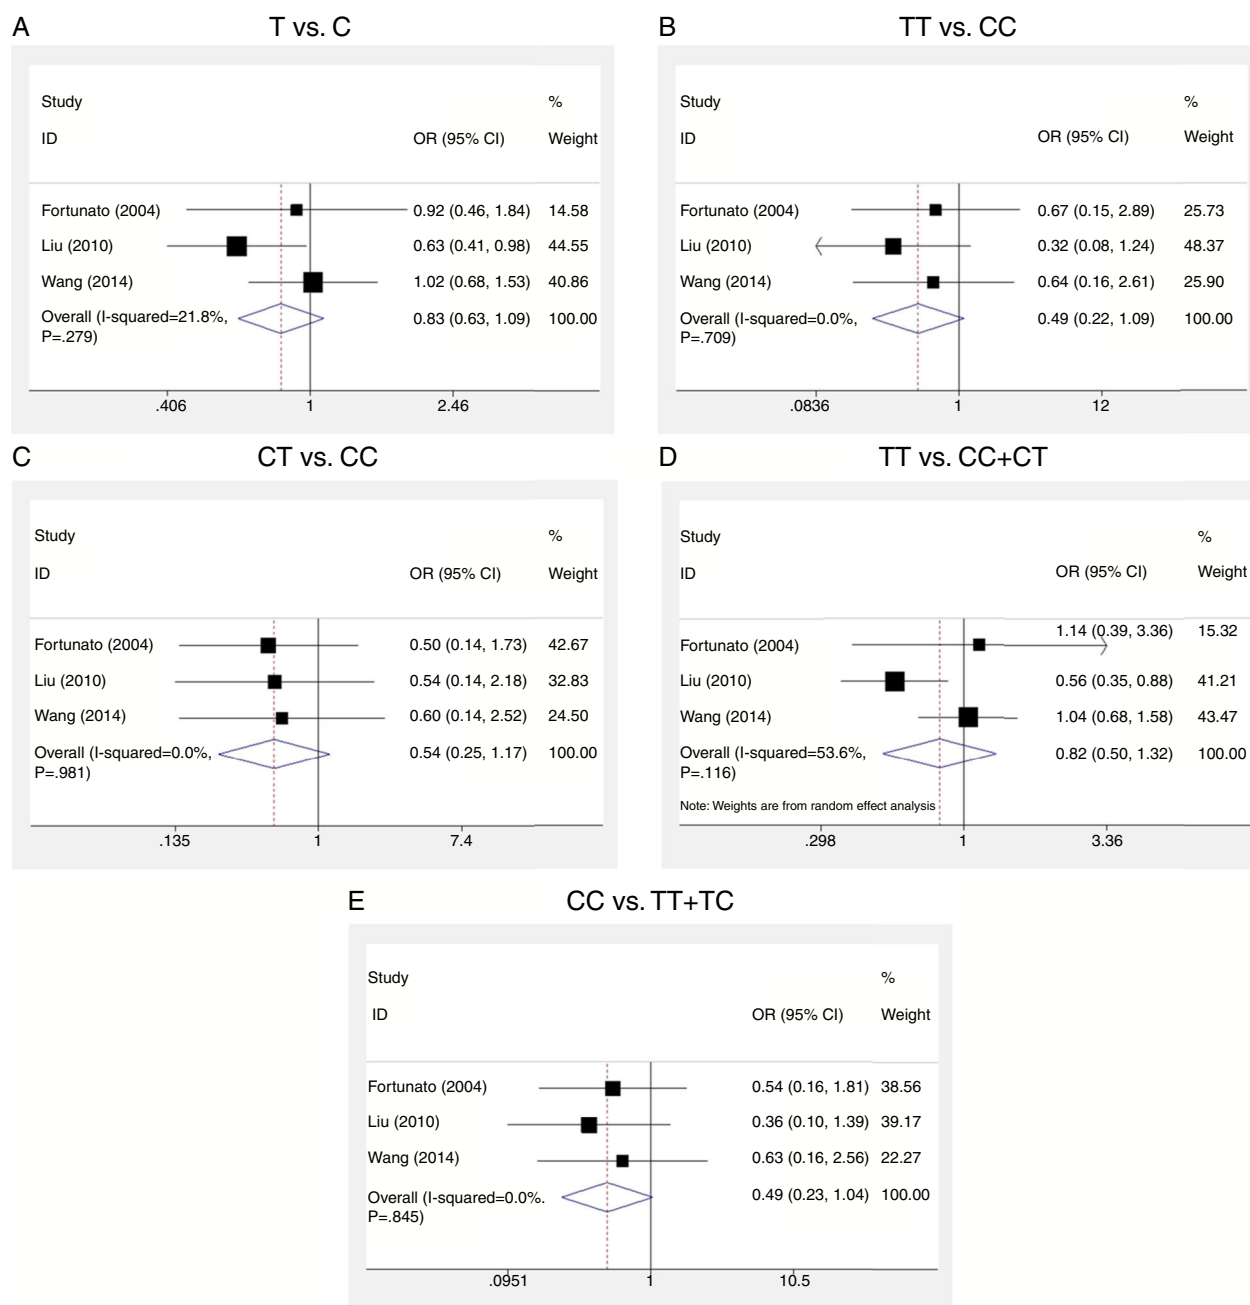 A
T vs. C
Study %
ID OR (95% CI) Weight
Fortunato (2004) 0.92 (0.46, 1.84) 14.58
Liu (2010) 0.63 (0.41, 0.98) 44.55
Wang (2014) 1.02 (0.68, 1.53) 40.86
Overall (I-squared=21.8%, 0.83 (0.63, 1.09) 100.00
P=.279)
.406 1 2.46
B
TT vs. CC
Study %
ID OR (95% CI) Weight
Fortunato (2004) 0.67 (0.15, 2.89) 25.73
Liu (2010) 0.32 (0.08, 1.24) 48.37
Wang (2014) 0.64 (0.16, 2.61) 25.90
Overall (I-squared=0.0%, 0.49 (0.22, 1.09) 100.00
P=.709)
.0836 1 12
C
CT vs. CC
Study %
ID OR (95% CI) Weight
Fortunato (2004) 0.50 (0.14, 1.73) 42.67
Liu (2010) 0.54 (0.14, 2.18) 32.83
Wang (2014) 0.60 (0.14, 2.52) 24.50
Overall (I-squared=0.0%, 0.54 (0.25, 1.17) 100.00
P=.981)
.135 1 7.4
D
TT vs. CC+CT
Study %
ID OR (95% CI) Weight
Fortunato (2004) 1.14 (0.39, 3.36) 15.32
Liu (2010) 0.56 (0.35, 0.88) 41.21
Wang (2014) 1.04 (0.68, 1.58) 43.47
Overall (I-squared=53.6%, 0.82 (0.50, 1.32) 100.00
P=.116)
Note: Weights are from random effect analysis
.298 1 3.36
E
CC vs. TT+TC
Study %
ID OR (95% CI) Weight
Fortunato (2004) 0.54 (0.16, 1.81) 38.56
Liu (2010) 0.36 (0.10, 1.39) 39.17
Wang (2014) 0.63 (0.16, 2.56) 22.27
Overall (I-squared=0.0%. 0.49 (0.23, 1.04) 100.00
P=.845)
.0951 1 10.5